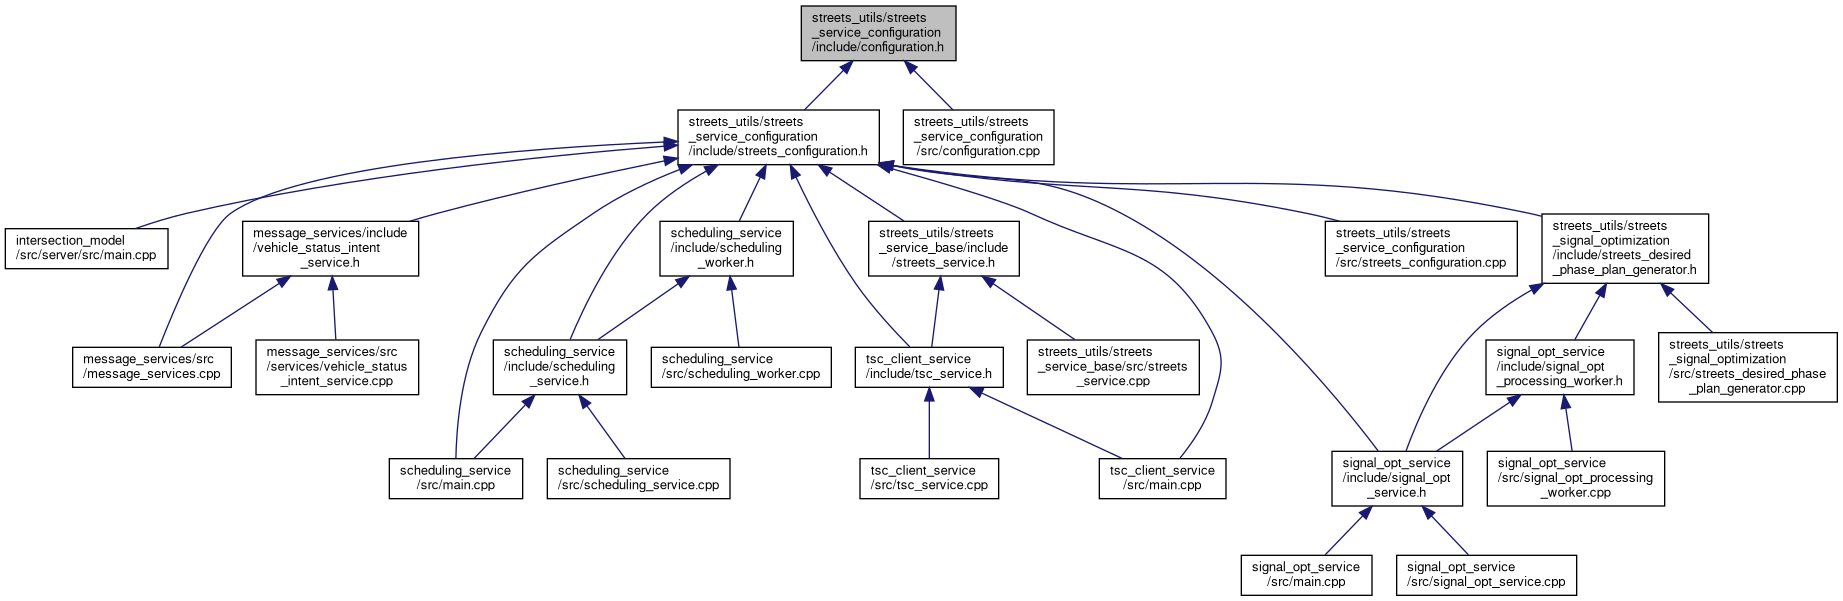 streets_utils/streets
_service_configuration
/include/configuration.h
streets_utils/streets
_service_configuration
/include/streets_configuration.h
streets_utils/streets
_service_configuration
/src/configuration.cpp
intersection_model
/src/server/src/main.cpp
message_services/include
/vehicle_status_intent
_service.h
scheduling_service
/include/scheduling
_worker.h
streets_utils/streets
_service_base/include
/streets_service.h
streets_utils/streets
_service_configuration
/src/streets_configuration.cpp
streets_utils/streets
_signal_optimization
/include/streets_desired
_phase_plan_generator.h
message_services/src
/message_services.cpp
message_services/src
/services/vehicle_status
_intent_service.cpp
scheduling_service
/include/scheduling
_service.h
scheduling_service
/src/scheduling_worker.cpp
tsc_client_service
/include/tsc_service.h
streets_utils/streets
_service_base/src/streets
_service.cpp
signal_opt_service
/include/signal_opt
_processing_worker.h
streets_utils/streets
_signal_optimization
/src/streets_desired_phase
_plan_generator.cpp
scheduling_service
/src/main.cpp
scheduling_service
/src/scheduling_service.cpp
tsc_client_service
/src/tsc_service.cpp
tsc_client_service
/src/main.cpp
signal_opt_service
/include/signal_opt
_service.h
signal_opt_service
/src/signal_opt_processing
_worker.cpp
signal_opt_service
/src/main.cpp
signal_opt_service
/src/signal_opt_service.cpp